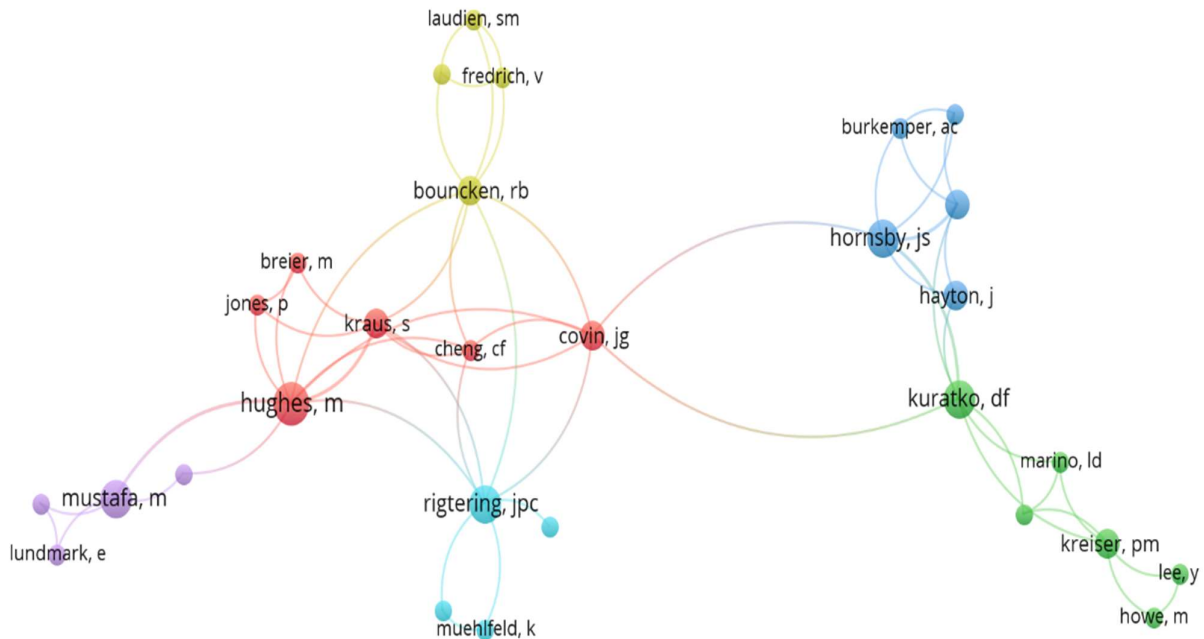 laudien, sm
fredrich, v
burkemper, ac
bouncken, rb
hornsby, js
breier, m
hayton, j
jones, p
kraus, s
covin, jg
cheng, cf
kuratko, df
hughes, m
marino, ld
mustafa, m
rigtering, jpc
kreiser, pm
lundmark, e
lee, y
howe, m
muehlfeld, k